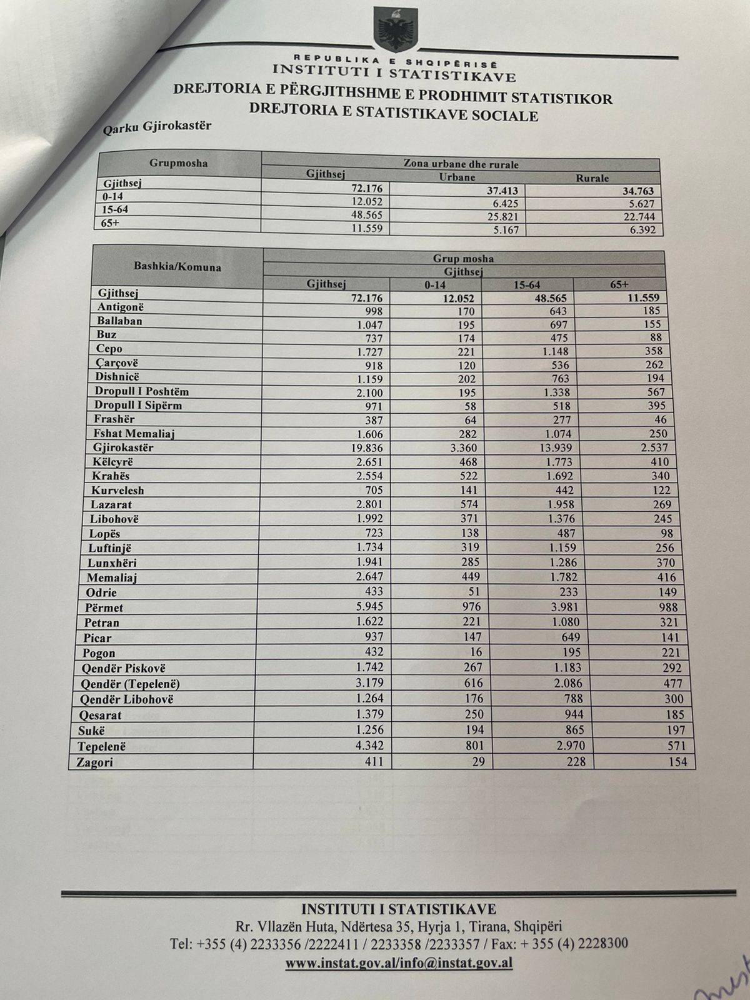 REPUBLIKA E SHQIPËRISË
INSTITUTI I STATISTIKAVE
DREJTORIA E PËRGJITHSHME E PRODHIMIT STATISTIKOR
DREJTORIA E STATISTIKAVE SOCIALE
Qarku Gjirokastër
Grupmosha Zona urbane dhe rurale
Gjithsej Urbane Rurale
Gjithsej 72.176 37.413 34.763
0-14 12.052 6.425 5.627
15-64 48.565 25.821 22.744
65+ 11.559 5.167 6.392
Bashkia/Komuna Grup mosha
Gjithsej
Gjithsej 0-14 15-64 65+
Gjithsej 72.176 12.052 48.565 11.559
Antigonë 998 170 643 185
Ballaban 1.047 195 697 155
Buz 737 174 475 88
Cepo 1.727 221 1.148 358
Çarçovë 918 120 536 262
Dishnicë 1.159 202 763 194
Dropull I Poshtëm 2.100 195 1.338 567
Dropull I Sipërm 971 58 518 395
Frashër 387 64 277 46
Fshat Memaliaj 1.606 282 1.074 250
Gjirokastër 19.836 3.360 13.939 2.537
Këlcyrë 2.651 468 1.773 410
Krahës 2.554 522 1.692 340
Kurvelesh 705 141 442 122
Lazarat 2.801 574 1.958 269
Libohovë 1.992 371 1.376 245
Lopës 723 138 487 98
Luftinjë 1.734 319 1.159 256
Lunxhëri 1.941 285 1.286 370
Memaliaj 2.647 449 1.782 416
Odrie 433 51 233 149
Përmet 5.945 976 3.981 988
Petran 1.622 221 1.080 321
Picar 937 147 649 141
Pogon 432 16 195 221
Qendër Piskovë 1.742 267 1.183 292
Qendër (Tepelenë) 3.179 616 2.086 477
Qendër Libohovë 1.264 176 788 300
Qesarat 1.379 250 944 185
Sukë 1.256 194 865 197
Tepelenë 4.342 801 2.970 571
Zagori 411 29 228 154
INSTITUTI I STATISTIKAVE
Rr. Vllazën Huta, Ndërtesa 35, Hyrja 1, Tirana, Shqipëri
Tel: +355 (4) 2233356 /2222411 / 2233358 /2233357 / Fax: + 355 (4) 2228300
www.instat.gov.al/info@instat.gov.al